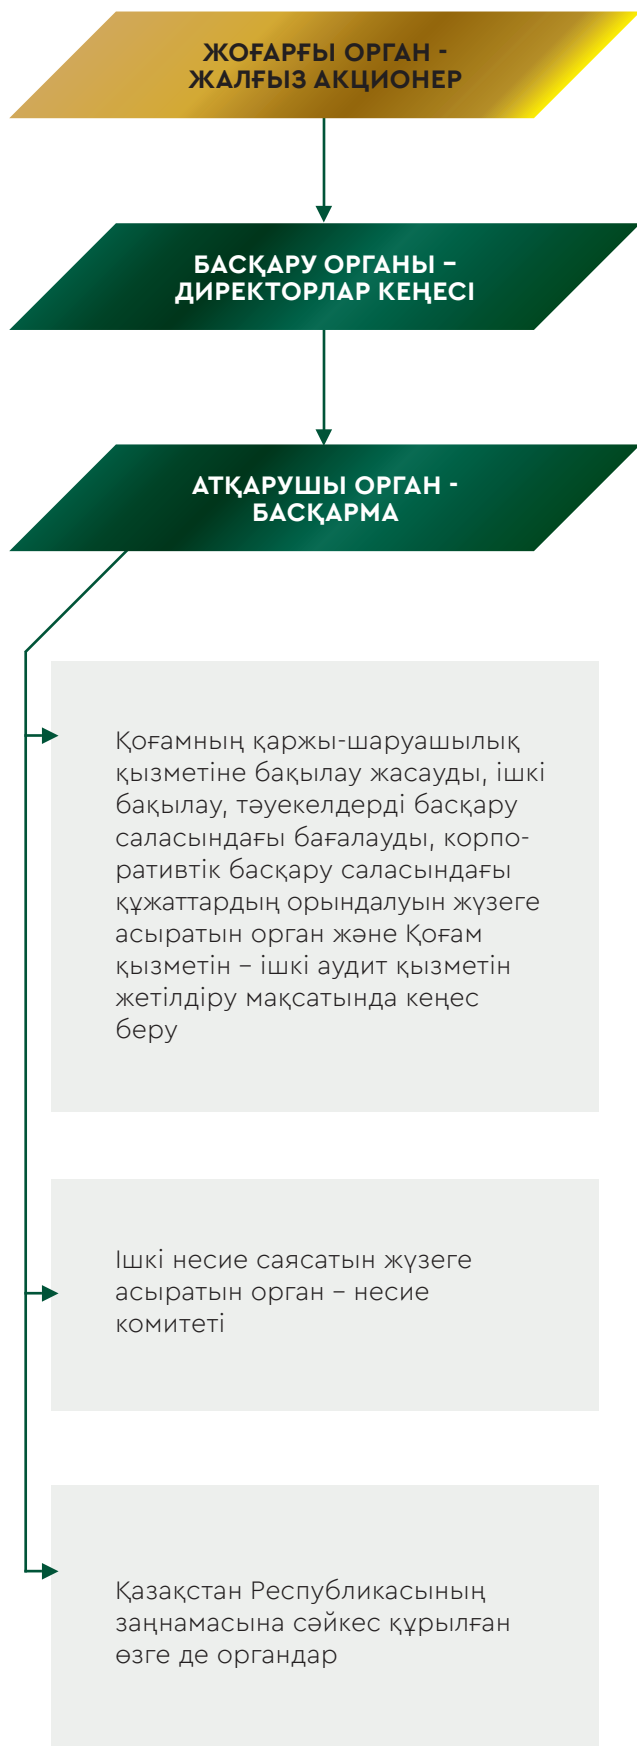 ЖОҒАРҒЫ ОРГАН -
ЖАЛҒЫЗ АКЦИОНЕР
БАСҚАРУ ОРГАНЫ –
ДИРЕКТОРЛАР КЕҢЕСІ
АТҚАРУШЫ ОРГАН -
БАСҚАРМА
Қоғамның қаржы-шаруашылық
қызметіне бақылау жасауды, ішкі
бақылау, тәуекелдерді басқару
саласындағы бағалауды, корпо-
ративтік басқару саласындағы
құжаттардың орындалуын жүзеге
асыратын орган және Қоғам
қызметін – ішкі аудит қызметін
жетілдіру мақсатында кеңес
беру
Ішкі несие саясатын жүзеге
асыратын орган – несие
комитеті
Қазақстан Республикасының
заңнамасына сәйкес құрылған
өзге де органдар